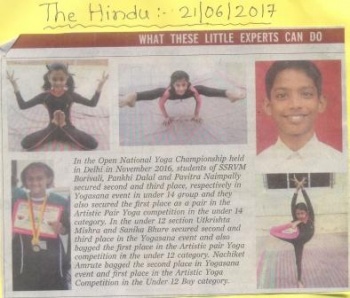 The Hindu :- 21/06/2017
WHAT THESE LITTLE EXPERTS CAN DO
In the Open National Yoga Championship held
in Delhi in November 2016, students of SSRVM
Borivali, Pankhi Dalal and Pavitra Naimpally
secured second and third place, respectively in
Yogasana event in under 14 group and they
also secured the first place as a pair in the
Artistic Pair Yoga competition in the under 14
category. In the under 12 section Utkrishta
Mishra and Sanika Bhure secured second and
third place in the Yogasana event and also
bagged the first place in the Artistic pair Yoga
competition in the under 12 category. Nachiket
Amrute bagged the second place in Yogasana
event and first place in the Artistic Yoga
Competition in the Under 12 Boy category.